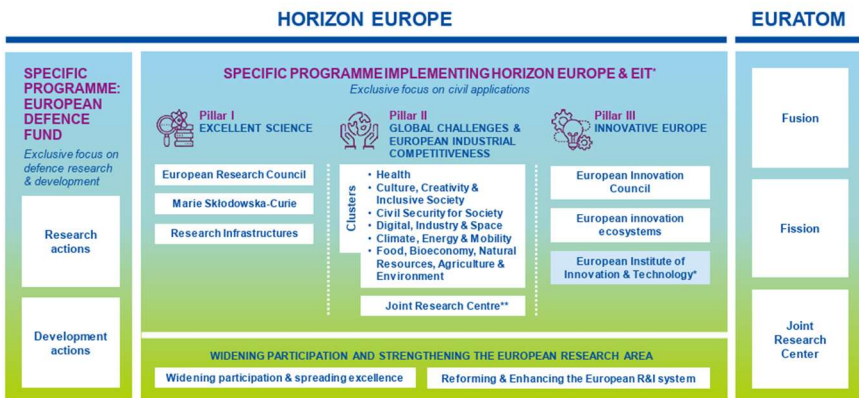 HORIZON EUROPE
EURATOM
SPECIFIC
PROGRAMME:
EUROPEAN
DEFENCE
FUND
Exclusive focus on
defence research
& development
Research
actions
Development
actions
SPECIFIC PROGRAMME IMPLEMENTING HORIZON EUROPE & EIT*
Exclusive focus on civil applications
Pillar I
EXCELLENT SCIENCE
European Research Council
Marie Skłodowska-Curie
Research Infrastructures
Pillar II
GLOBAL CHALLENGES &
EUROPEAN INDUSTRIAL
COMPETITIVENESS
Clusters
• Health
• Culture, Creativity &
Inclusive Society
• Civil Security for Society
• Digital, Industry & Space
• Climate, Energy & Mobility
• Food, Bioeconomy, Natural
Resources, Agriculture &
Environment
Joint Research Centre**
Pillar III
INNOVATIVE EUROPE
European Innovation
Council
European innovation
ecosystems
European Institute of
Innovation & Technology*
WIDENING PARTICIPATION AND STRENGTHENING THE EUROPEAN RESEARCH AREA
Widening participation & spreading excellence
Reforming & Enhancing the European R&I system
Fusion
Fission
Joint
Research
Center